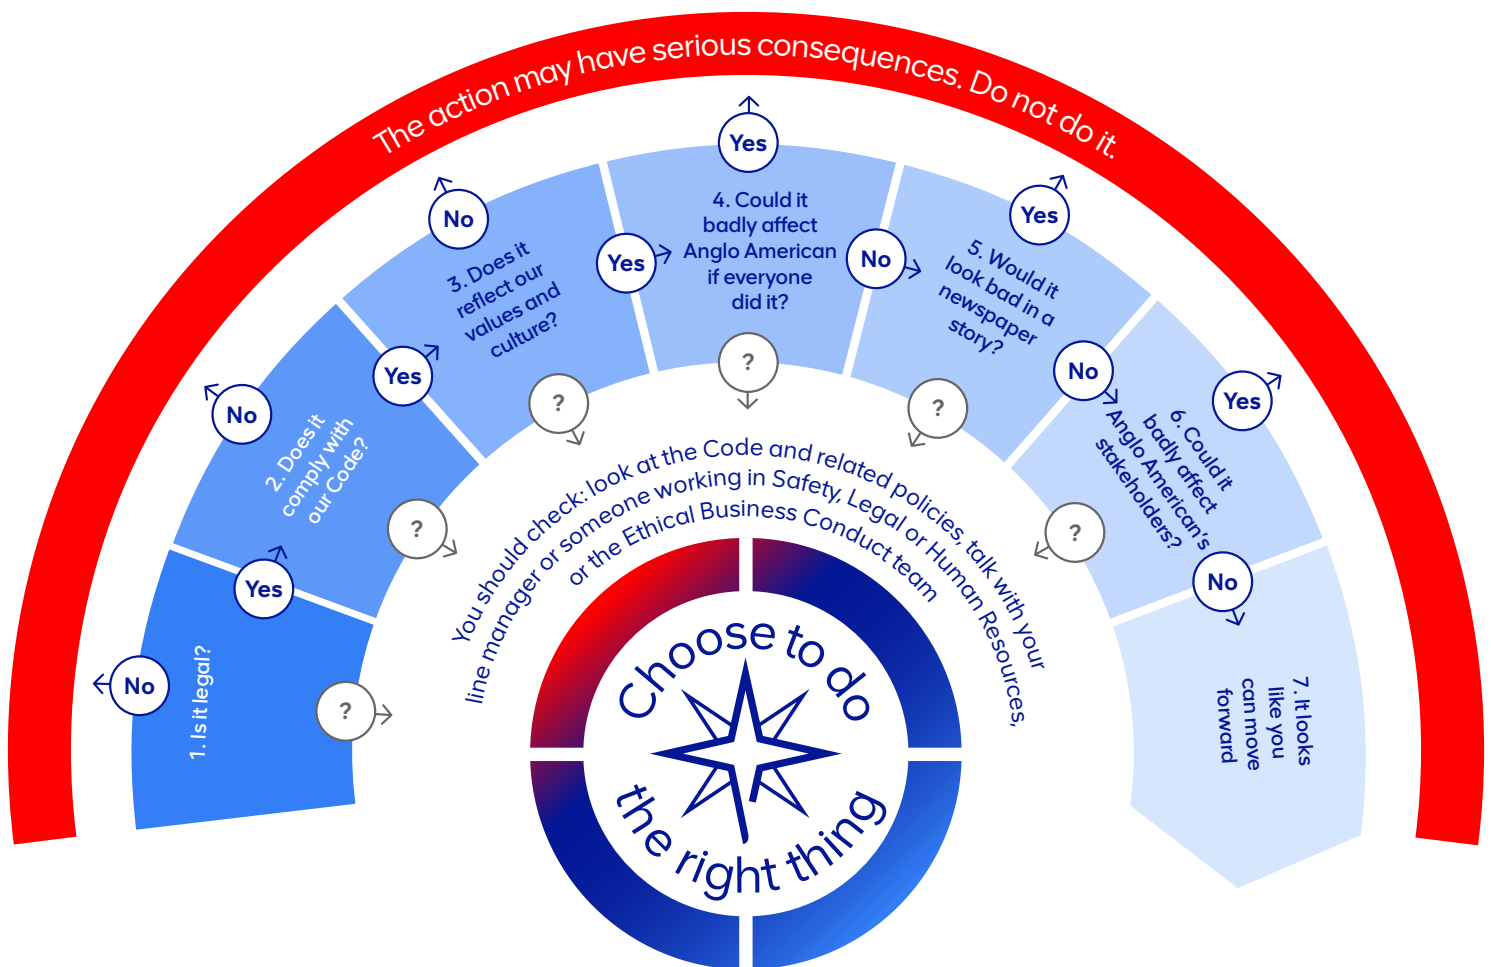 The action may have serious consequences. Do not do it.
No
1. Is it legal?
?
Yes
No
2. Does it
comply with
our Code?
?
Yes
No
3. Does it
reflect our
values and
culture?
?
Yes
Yes
4. Could it
badly affect
Anglo American
if everyone
did it?
?
No
Yes
5. Would it
look bad in a
newspaper
story?
?
No
Yes
6. Could it
badly affect
Anglo American's
stakeholders?
?
No
7. It looks
like you
can move
forward
You should check: look at the Code and related policies, talk with your
line manager or someone working in Safety, Legal or Human Resources,
or the Ethical Business Conduct team
Choose to do
the right thing